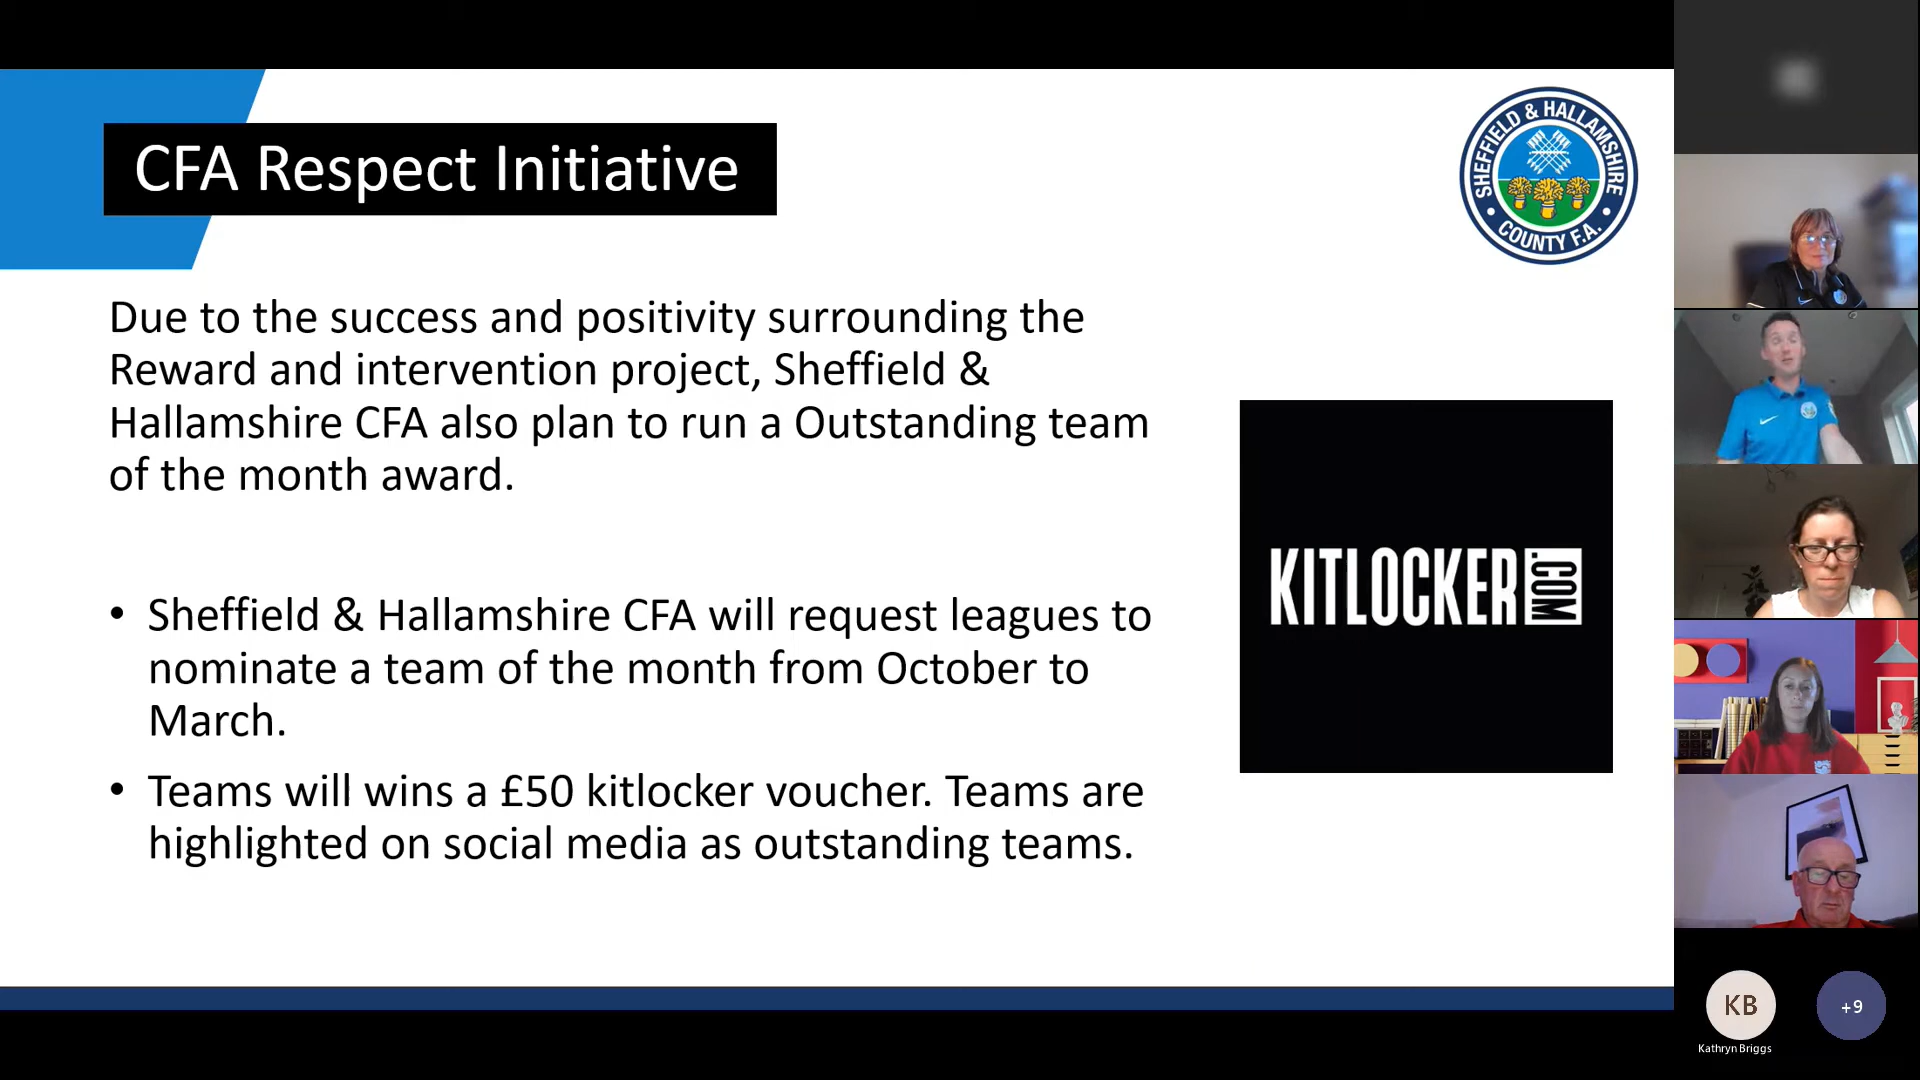 CFA Respect Initiative
SHEFFIELD & HALLAMSHIRE
COUNTY F.A.
Due to the success and positivity surrounding the
Reward and intervention project, Sheffield &
Hallamshire CFA also plan to run a Outstanding team
of the month award.
• Sheffield & Hallamshire CFA will request leagues to
nominate a team of the month from October to
March.
• Teams will wins a £50 kitlocker voucher. Teams are
highlighted on social media as outstanding teams.
KITLOCKER.COM
KB
+9
Kathryn Briggs